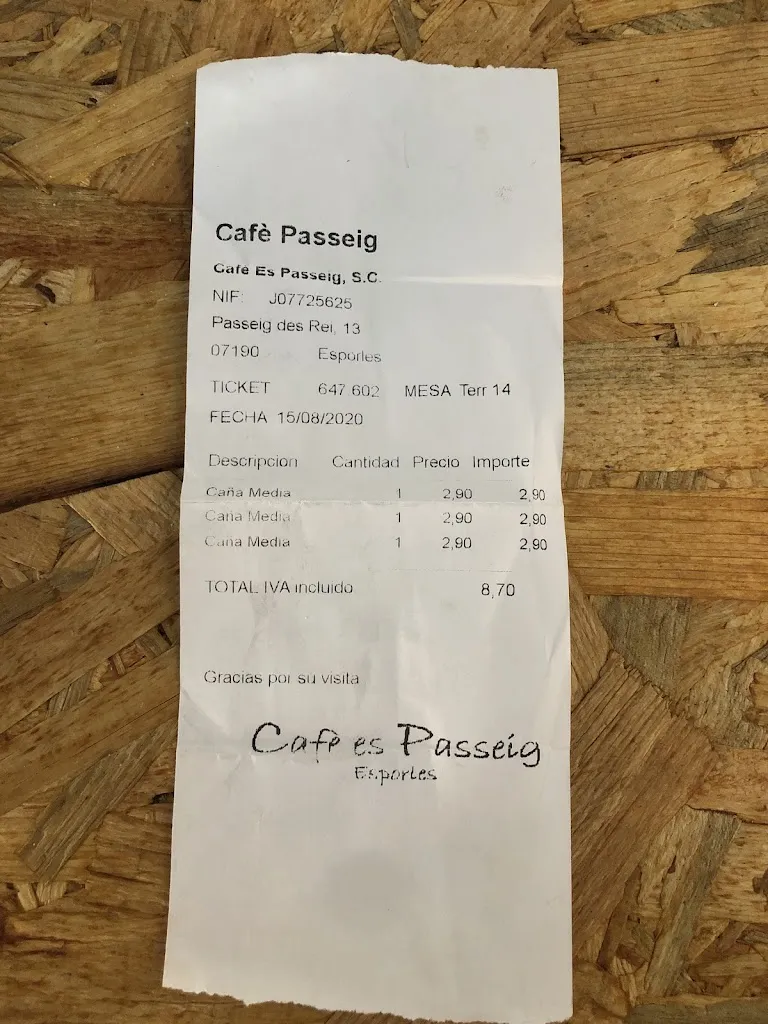 Cafè Passeig
Cafè Es Passeig, S.C.
NIF: J07725625
Passeig des Rei, 13
07190 Esporles
TICKET 647 602 MESA Terr 14
FECHA 15/08/2020
Descripcion Cantidad Precio Importe
Caña Media 1 2,90 2,90
Caña Media 1 2,90 2,90
Caña Media 1 2,90 2,90
TOTAL IVA incluido 8,70
Gracias por su visita
Cafè es Passeig
Esporles